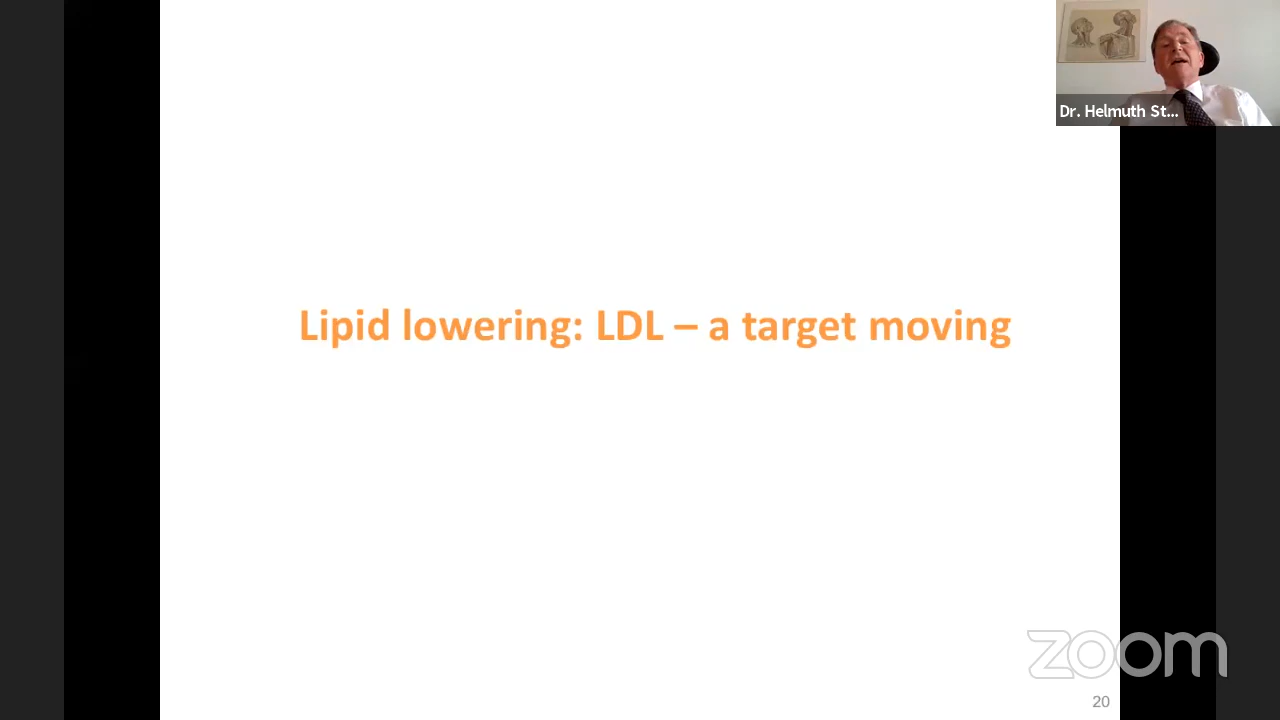 Dr. Helmuth St...
Lipid lowering: LDL – a target moving
zoom
20